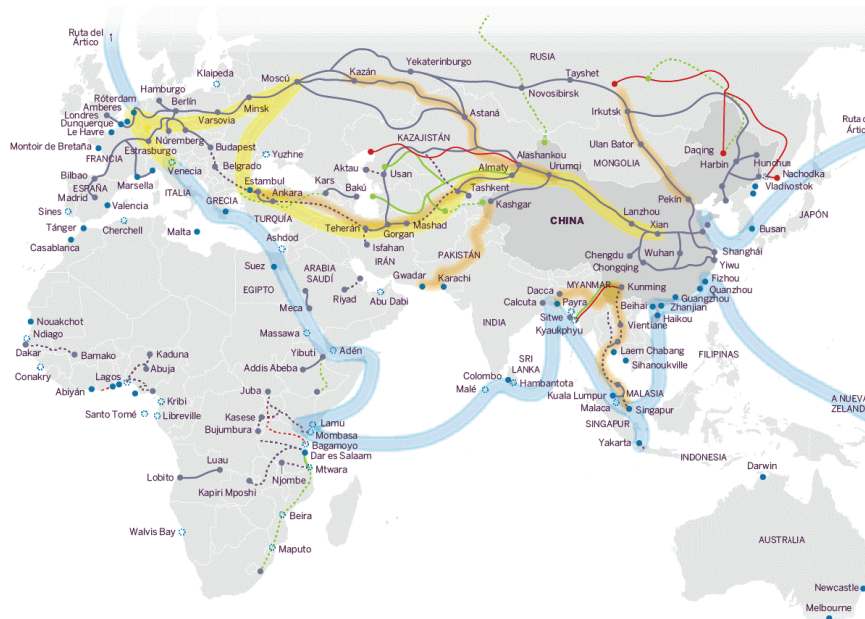 Ruta del
Ártico
Klaipeda
Hamburgo
Berlín
Róterdam
Amberes
Londres
Dunquerque
Le Havre
Montoir de Bretaña
FRANCIA
Estrasburgo
Núremberg
Varsovia
Minsk
Moscú
Kazán
Yekaterinburgo
RUSIA
Tayshet
Novosibirsk
Astaná
Irkutsk
Ulan Bator
MONGOLIA
Daqing
Harbin
Hunchun
Nachodka
Vladivostok
Ruta del
Ártico
Budapest
Belgrado
Venecia
Yuzhne
KAZAJISTÁN
Aktau
Usan
Almaty
Alashankou
Urumqi
Tashkent
Kashgar
Bilbao
ESPAÑA
Madrid
Marsella
ITALIA
Valencia
Sines
Tánger
Casablanca
Cherchell
Malta
GRECIA
Estambul
Ankara
TURQUÍA
Kars
Bakú
Teherán
Gorgan
Mashad
Isfahan
IRÁN
PAKISTÁN
Gwadar
Karachi
CHINA
Lanzhou
Xian
Pekín
Chengdu
Chongqing
Wuhan
Shanghái
Yiwu
Busan
JAPÓN
Fizhou
Quanzhou
Guangzhou
Zhanjian
Beihai
Haikou
Ashdod
Suez
EGIPTO
ARABIA
SAUDÍ
Riyad
Abu Dabi
Meca
Massawa
Adén
Yibuti
Addis Abeba
Dacca
Calcuta
MYANMAR
Payra
Sitwe
Kyaukphyu
Kunming
Vientiane
INDIA
Laem Chabang
Sihanoukville
FILIPINAS
SRI
LANKA
Colombo
Hambantota
Malé
Kuala Lumpur
MALASIA
Malaca
Singapur
SINGAPUR
Yakarta
INDONESIA
A NUEVA
ZELANDA
Nouakchot
Ndiago
Dakar
Bamako
Conakry
Kaduna
Abuja
Lagos
Abiyán
Kribi
Santo Tomé
Libreville
Juba
Kasese
Bujumbura
Lamu
Mombasa
Bagamoyo
Dar es Salaam
Mtwara
Luau
Lobito
Kapiri Mposhi
Njombe
Beira
Walvis Bay
Maputo
Darwin
AUSTRALIA
Newcastle
Melbourne